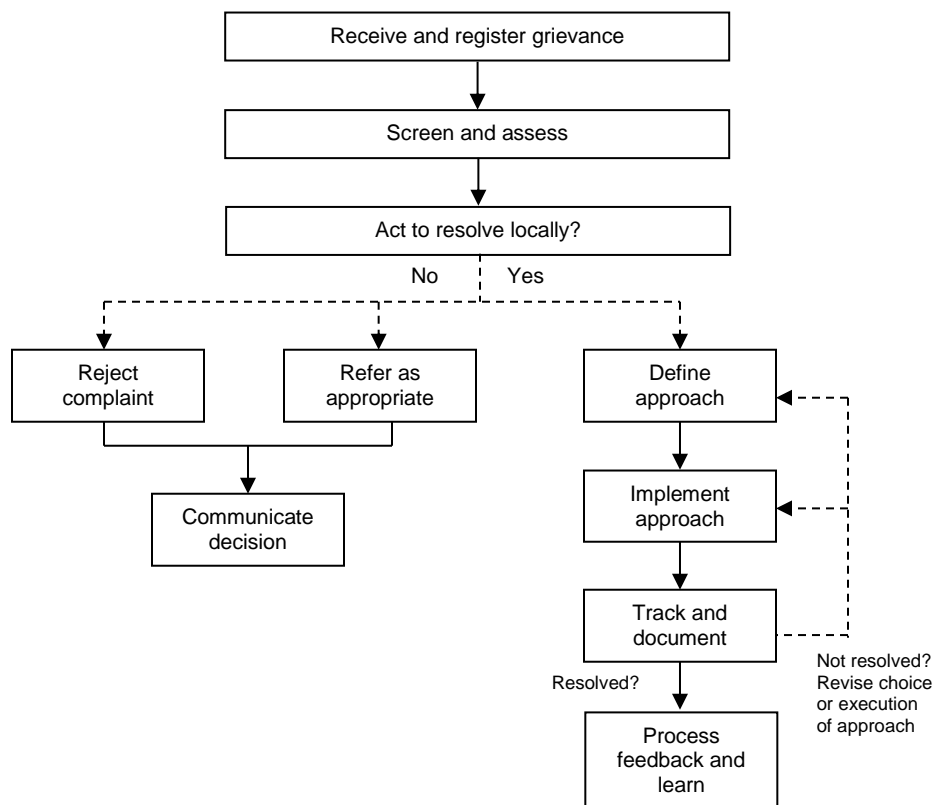 Receive and register grievance
Screen and assess
Act to resolve locally?
No
Yes
Reject
complaint
Refer as
appropriate
Define
approach
Communicate
decision
Implement
approach
Track and
document
Resolved?
Not resolved?
Revise choice
or execution
of approach
Process
feedback and
learn